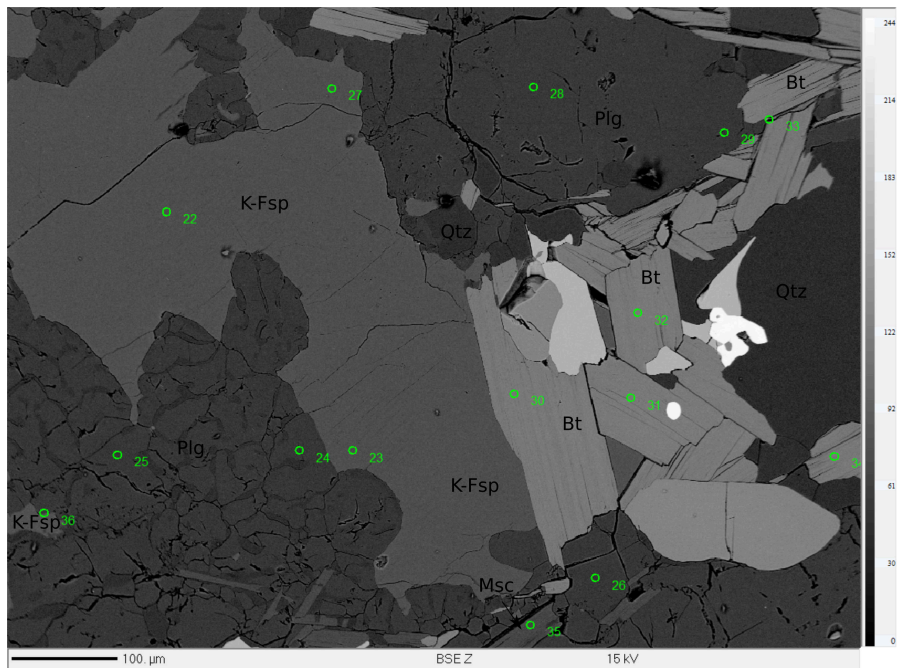 244
Bt
27
28
Plg
33
29
214
183
K-Fsp
22
Qtz
152
Bt
Qtz
32
122
30
31
92
Bt
Plg
24
23
25
61
K-Fsp
K-Fsp
36
30
Msc
26
35
0
100. µm BSE Z 15 kV